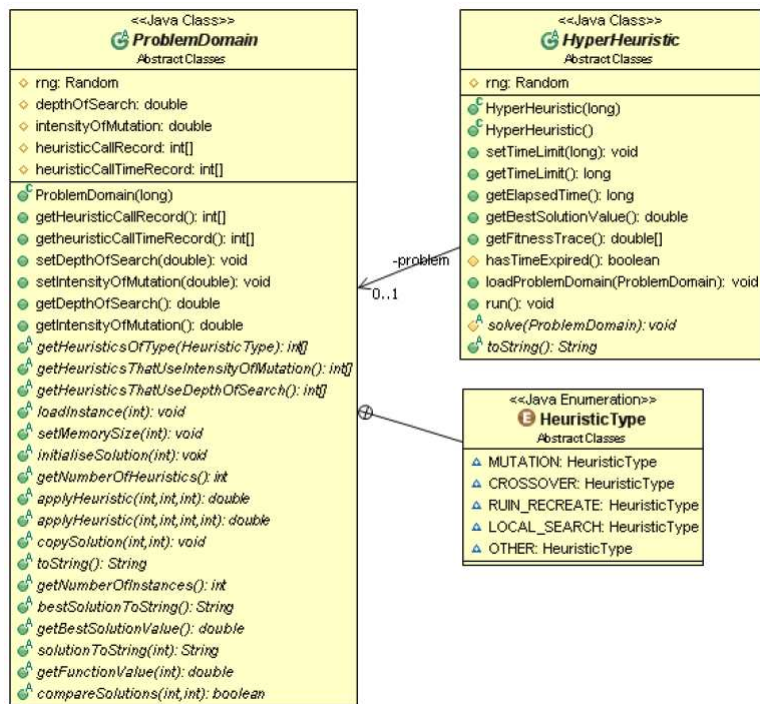 <<Java Class>>
ProblemDomain
AbstractClasses
rng: Random
depthOfSearch: double
intensityOfMutation: double
heuristicCallRecord: int[]
heuristicCallTimeRecord: int[]
ProblemDomain(long)
getHeuristicCallRecord(): int[]
getheuristicCallTimeRecord(): int[]
setDepthOfSearch(double): void
setIntensityOfMutation(double): void
getDepthOfSearch(): double
getIntensityOfMutation(): double
getHeuristicsOfType(HeuristicType): int[]
getHeuristicsThatUseIntensityOfMutation(): int[]
getHeuristicsThatUseDepthOfSearch(): int[]
loadInstance(int): void
setMemorySize(int): void
initialiseSolution(int): void
getNumberOfHeuristics(): int
applyHeuristic(int,int,int): double
applyHeuristic(int,int,int,int): double
copySolution(int,int): void
toString(): String
getNumberOfInstances(): int
bestSolutionToString(): String
getBestSolutionValue(): double
solutionToString(int): String
getFunctionValue(int): double
compareSolutions(int,int): boolean
-problem
0..1
<<Java Class>>
HyperHeuristic
AbstractClasses
rng: Random
HyperHeuristic(long)
HyperHeuristic()
setTimeLimit(long): void
getTimeLimit(): long
getElapsedTime(): long
getBestSolutionValue(): double
getFitnessTrace(): double[]
hasTimeExpired(): boolean
loadProblemDomain(ProblemDomain): void
run(): void
solve(ProblemDomain): void
toString(): String
<<Java Enumeration>>
HeuristicType
AbstractClasses
MUTATION: HeuristicType
CROSSOVER: HeuristicType
RUIN_RECREATE: HeuristicType
LOCAL_SEARCH: HeuristicType
OTHER: HeuristicType